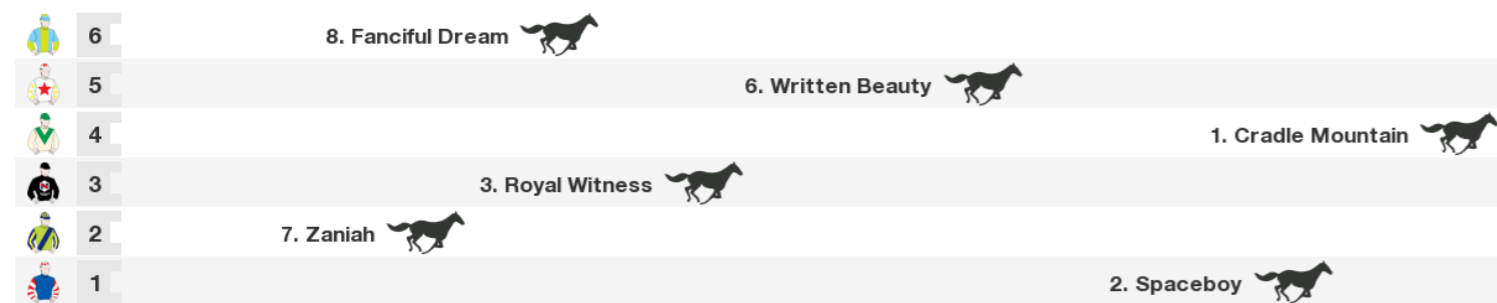 6 8. Fanciful Dream
5 6. Written Beauty
4 1. Cradle Mountain
3 3. Royal Witness
2 7. Zaniah
1 2. Spaceboy